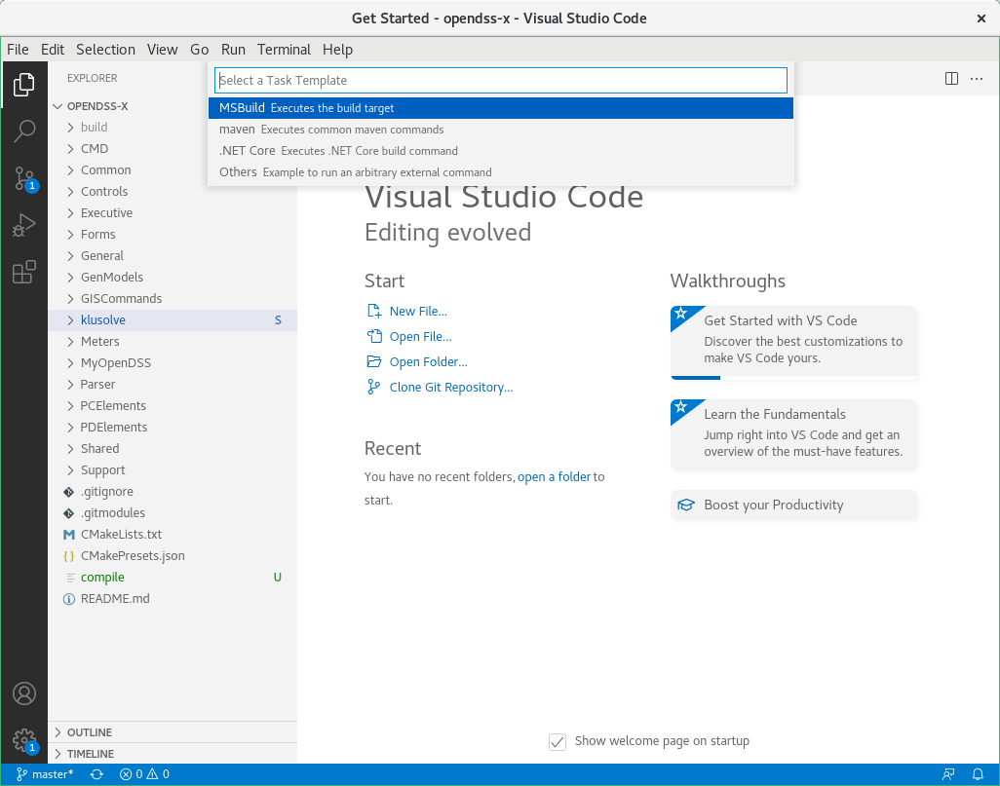 Get Started - opendss-x - Visual Studio Code
File Edit Selection View Go Run Terminal Help
EXPLORER
OPENDSS-X
build
CMD
Common
Controls
Executive
Forms
General
GenModels
GISCommands
klusolve S
Meters
MyOpenDSS
Parser
PCElements
PDElements
Shared
Support
.gitignore
.gitmodules
CMakeLists.txt
CMakePresets.json
compile U
README.md
OUTLINE
TIMELINE
1
1
Select a Task Template
MSBuild Executes the build target
maven Executes common maven commands
.NET Core Executes .NET Core build command
Others Example to run an arbitrary external command
Visual Studio Code
Editing evolved
Start
New File...
Open File...
Open Folder...
Clone Git Repository...
Recent
You have no recent folders, open a folder to
start.
Walkthroughs
Get Started with VS Code
Discover the best customizations to
make VS Code yours.
Learn the Fundamentals
Jump right into VS Code and get an
overview of the must-have features.
Boost your Productivity
Show welcome page on startup
master* 0 0